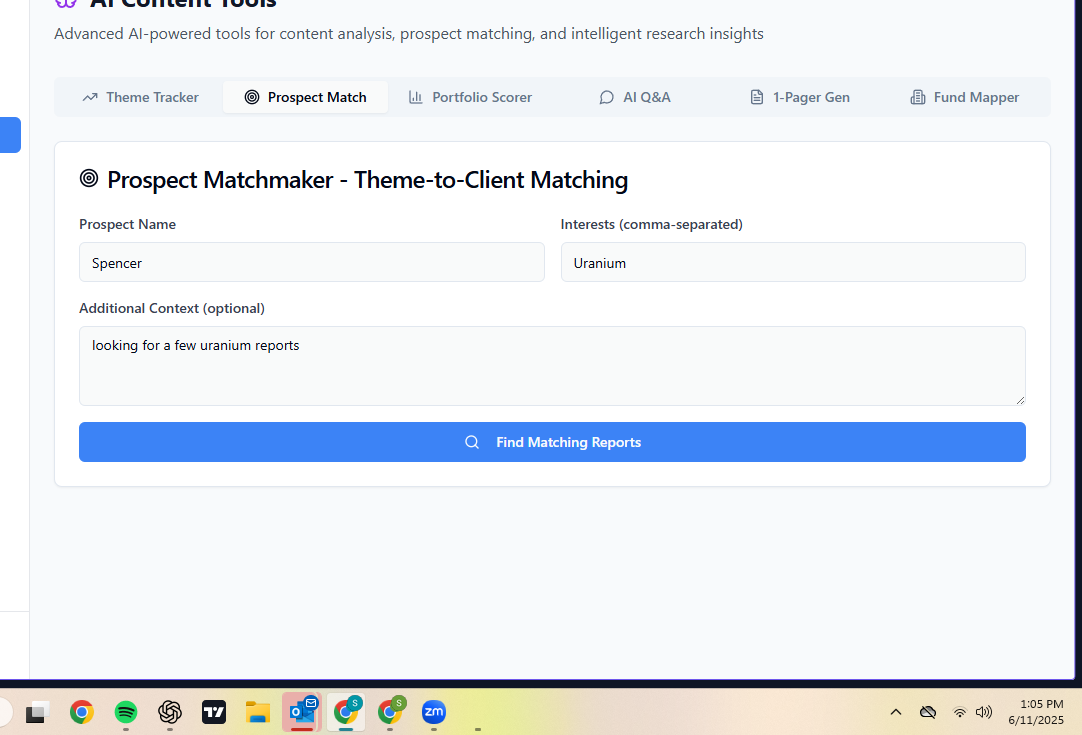 AI Content Tools
Advanced AI-powered tools for content analysis, prospect matching, and intelligent research insights
Theme Tracker Prospect Match Portfolio Scorer AI Q&A 1-Pager Gen Fund Mapper
Prospect Matchmaker - Theme-to-Client Matching
Prospect Name Interests (comma-separated)
Spencer Uranium
Additional Context (optional)
looking for a few uranium reports
Find Matching Reports
S S
zm
1:05 PM
6/11/2025